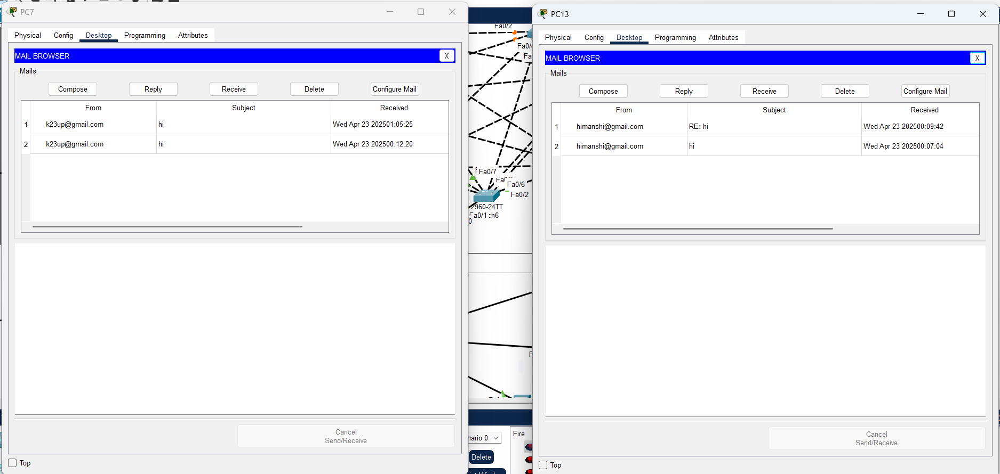 PC7
Physical Config Desktop Programming Attributes
MAIL BROWSER X
Mails
Compose Reply Receive Delete Configure Mail
From Subject Received
1 k23up@gmail.com hi Wed Apr 23 202501:05:25
2 k23up@gmail.com hi Wed Apr 23 202500:12:20
Cancel
Send/Receive
Top
Fa0/2
Fa0/4
Fa
Fa0/7
Fa0/6
Fa0/2
2960-24TT
Fa0/1 ch6
0
nario 0
Fire
Delete
PC13
Physical Config Desktop Programming Attributes
MAIL BROWSER X
Mails
Compose Reply Receive Delete Configure Mail
From Subject Received
1 himanshi@gmail.com RE: hi Wed Apr 23 202500:09:42
2 himanshi@gmail.com hi Wed Apr 23 202500:07:04
Cancel
Send/Receive
Top